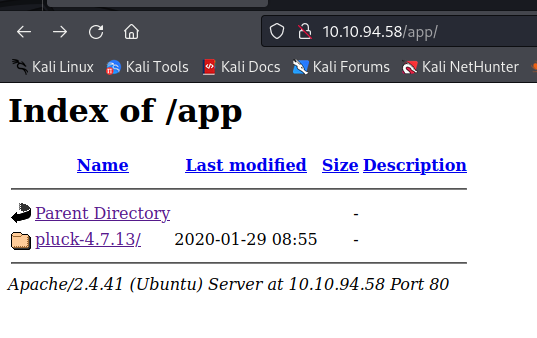 10.10.94.58/app/
Kali Linux Kali Tools Kali Docs Kali Forums Kali NetHunter
Index of /app
Name Last modified Size Description
Parent Directory -
pluck-4.7.13/ 2020-01-29 08:55 -
Apache/2.4.41 (Ubuntu) Server at 10.10.94.58 Port 80